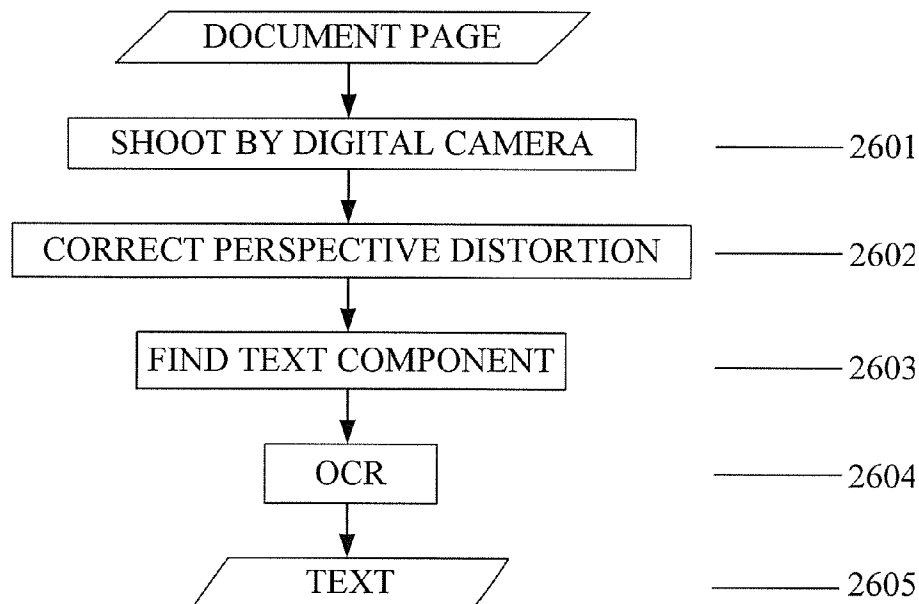 DOCUMENT PAGE
SHOOT BY DIGITAL CAMERA 2601
CORRECT PERSPECTIVE DISTORTION 2602
FIND TEXT COMPONENT 2603
OCR 2604
TEXT 2605